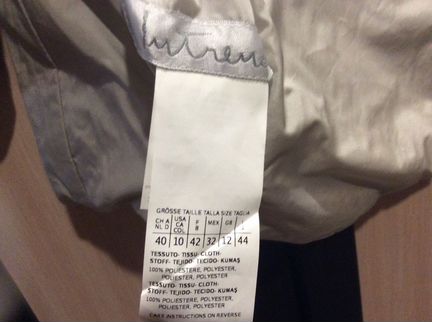 GRÖSSE TAILLE TALLA SIZE TAGLIA
CH A NL D USA CA COL F B MEX GB I
40 10 42 32 12 44
TESSUTO- TISSU- CLOTH-
STOFF- TEJIDO- TECIDO- KUMAŞ
100% POLIESTERE, POLYESTER,
POLYESTER, POLYESTER
TESSUTO- TISSU- CLOTH-
STOFF- TEJIDO- TECIDO- KUMAŞ
100% POLIESTERE, POLYESTER,
POLYESTER, POLYESTER
CARE INSTRUCTIONS ON REVERSE